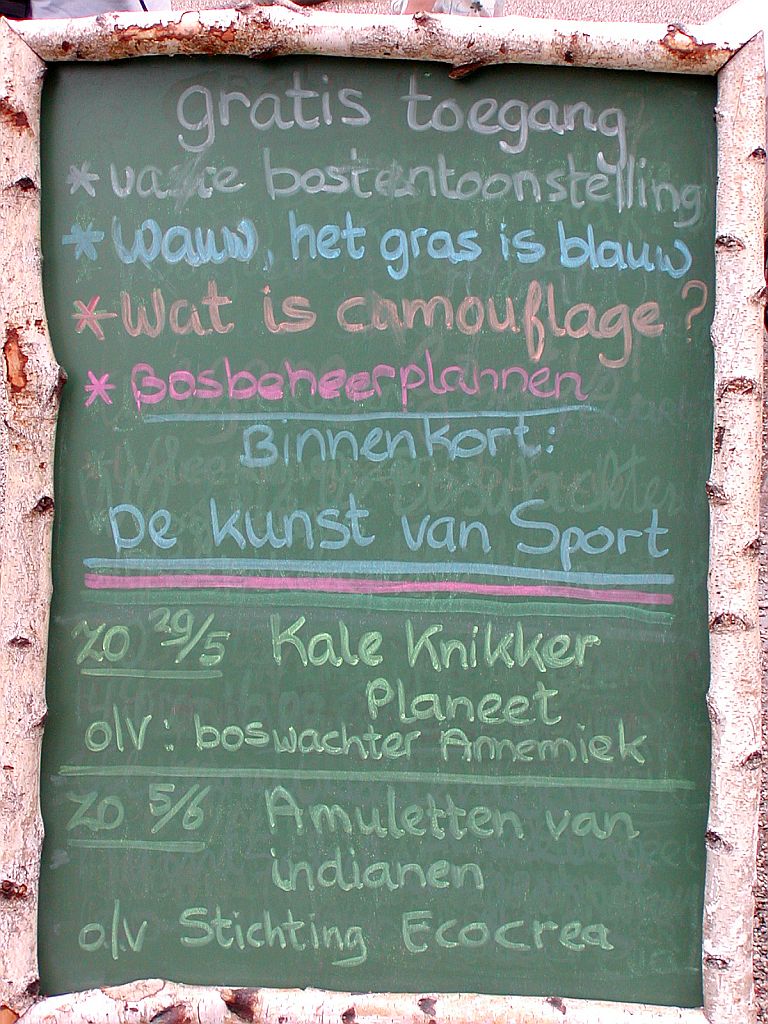 gratis toegang
* vaste bostentoonstelling
* Wauw, het gras is blauw
* Wat is camouflage?
* Bosbeheerplannen
Binnenkort:
De kunst van Sport
ZO 29/5 Kale Knikker
Planeet
o/v: boswachter Annemiek
ZO 5/6 Amuletten van
indianen
o/v Stichting Ecocrea